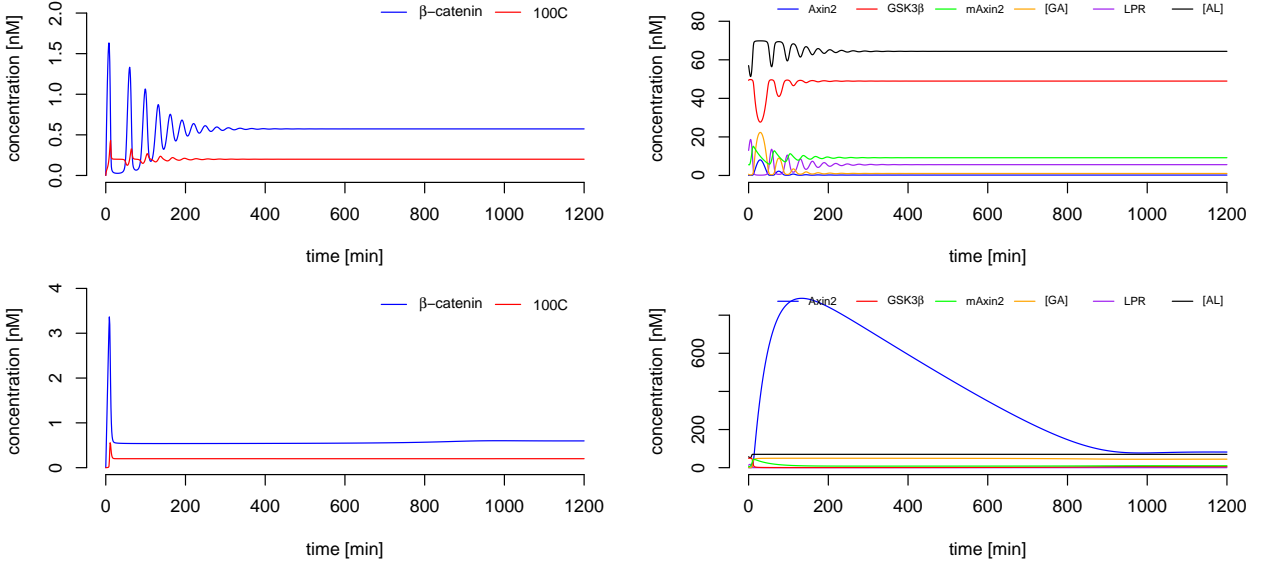 β−catenin 100C
concentration [nM]
0.0 0.5 1.0 1.5 2.0
0 200 400 600 800 1000 1200
time [min]
Axin2 GSK3β mAxin2 [GA] LPR [AL]
concentration [nM]
0 20 40 60 80
0 200 400 600 800 1000 1200
time [min]
β−catenin 100C
concentration [nM]
0 1 2 3 4
0 200 400 600 800 1000 1200
time [min]
Axin2 GSK3β mAxin2 [GA] LPR [AL]
concentration [nM]
0 200 600
0 200 400 600 800 1000 1200
time [min]